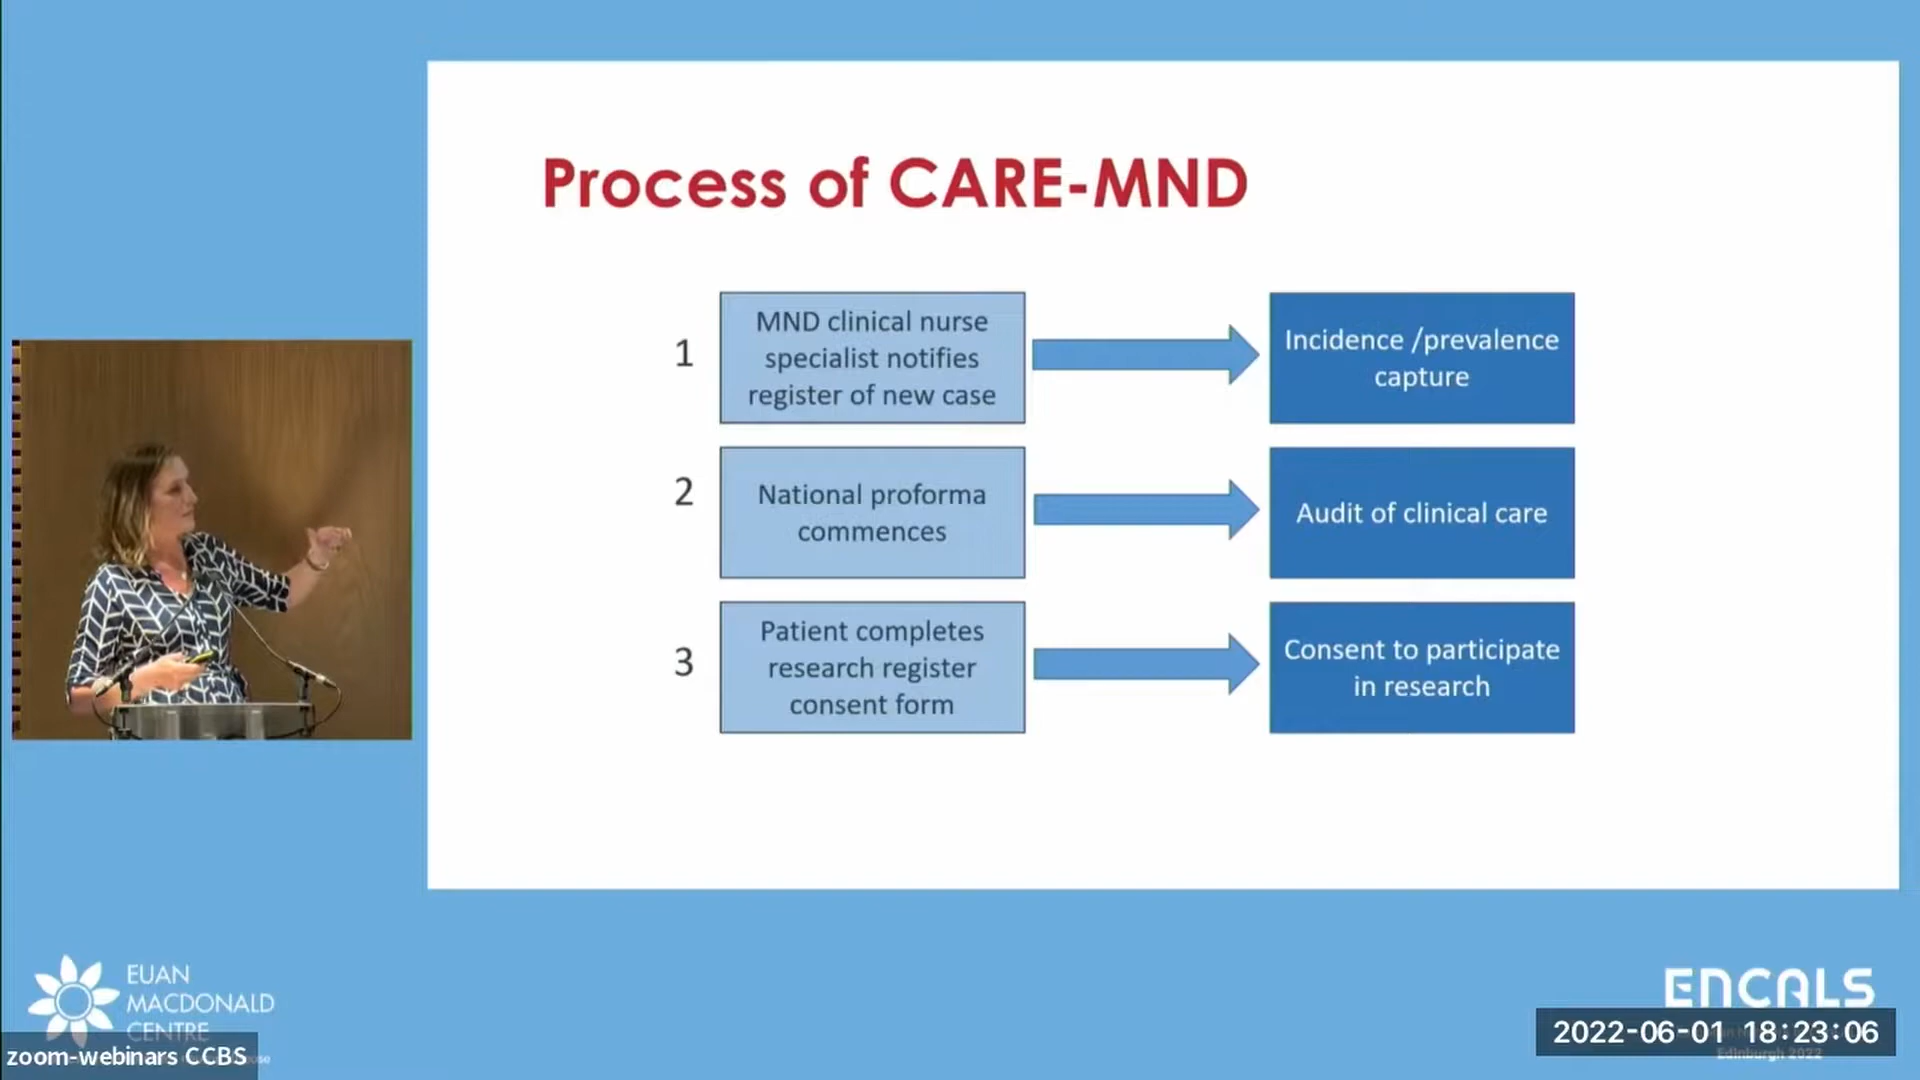 Process of CARE-MND
1
MND clinical nurse
specialist notifies
register of new case
Incidence /prevalence
capture
2
National proforma
commences
Audit of clinical care
3
Patient completes
research register
consent form
Consent to participate
in research
EUAN
MACDONALD
CENTRE
zoom-webinars CCBS
ENCALS
2022-06-01 18:23:06
Edinburgh 2022